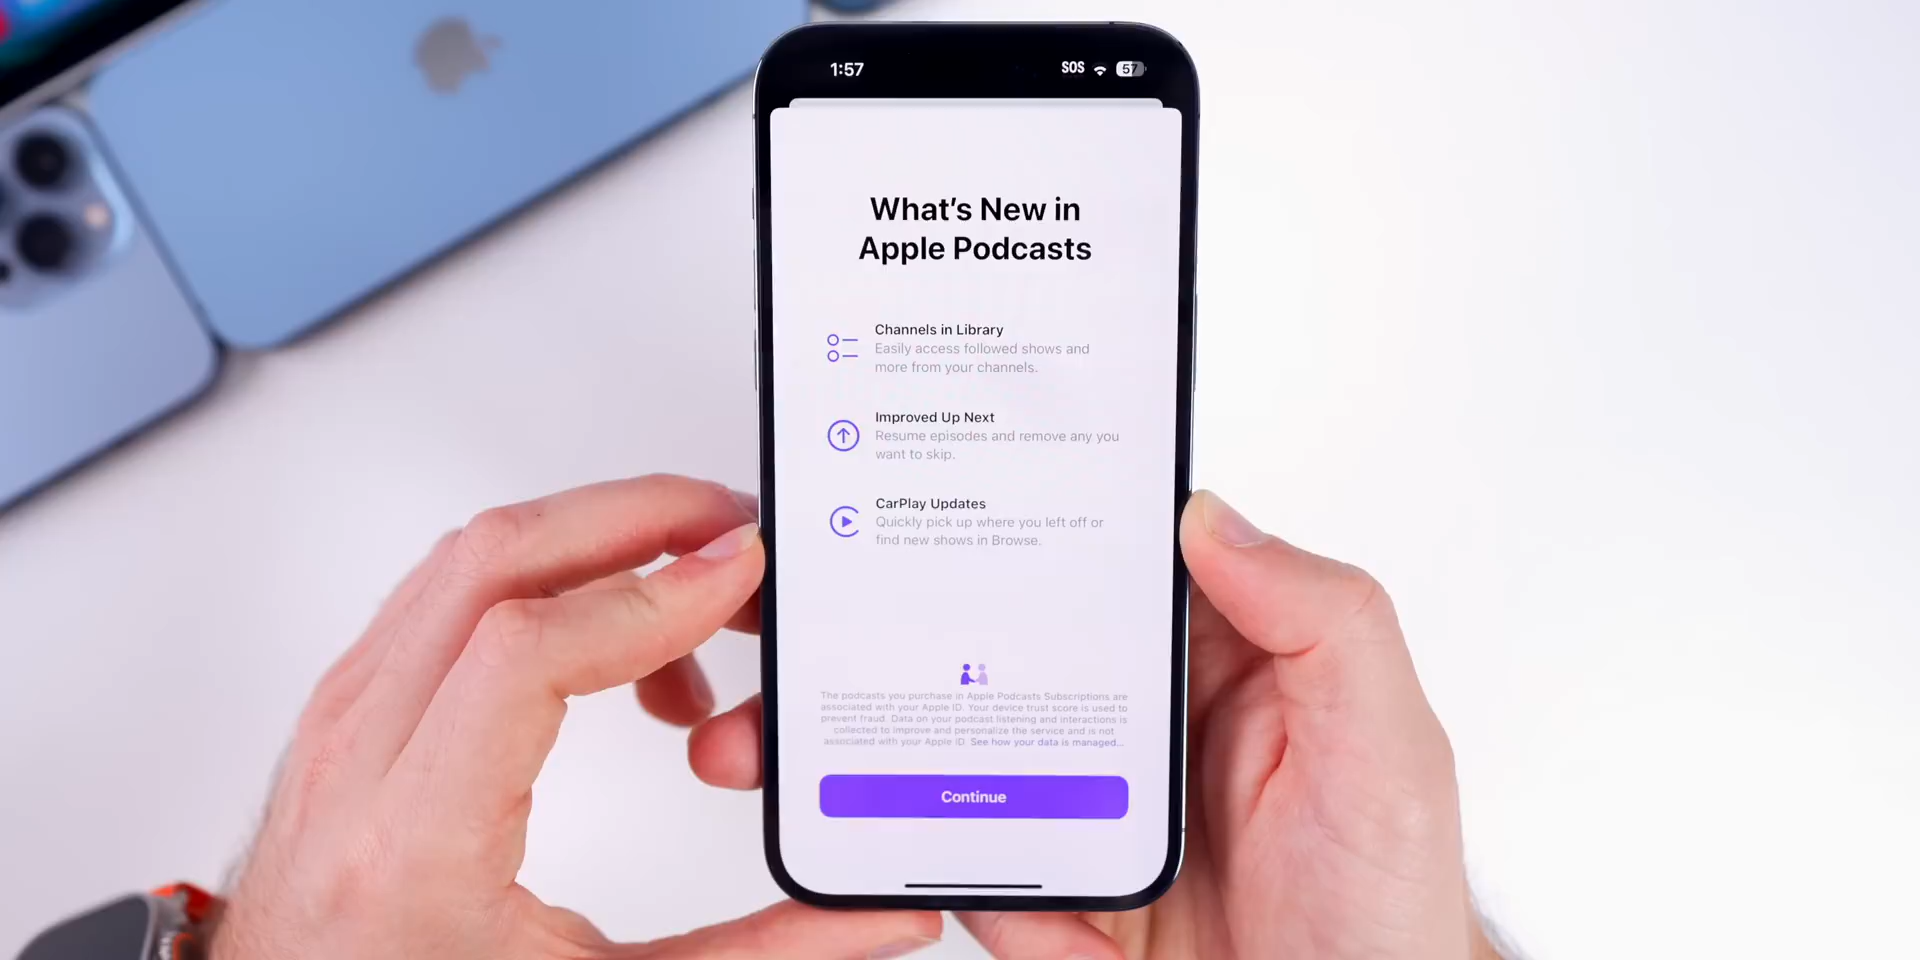 1:57
SOS
57
What's New in
Apple Podcasts
Channels in Library
Easily access followed shows and
more from your channels.
Improved Up Next
Resume episodes and remove any you
want to skip.
CarPlay Updates
Quickly pick up where you left off or
find new shows in Browse.
The podcasts you purchase in Apple Podcasts Subscriptions are
associated with your Apple ID. Your device trust score is used to
prevent fraud. Data on your podcast listening and interactions is
collected to improve and personalize the service and is not
associated with your Apple ID. See how your data is managed...
Continue